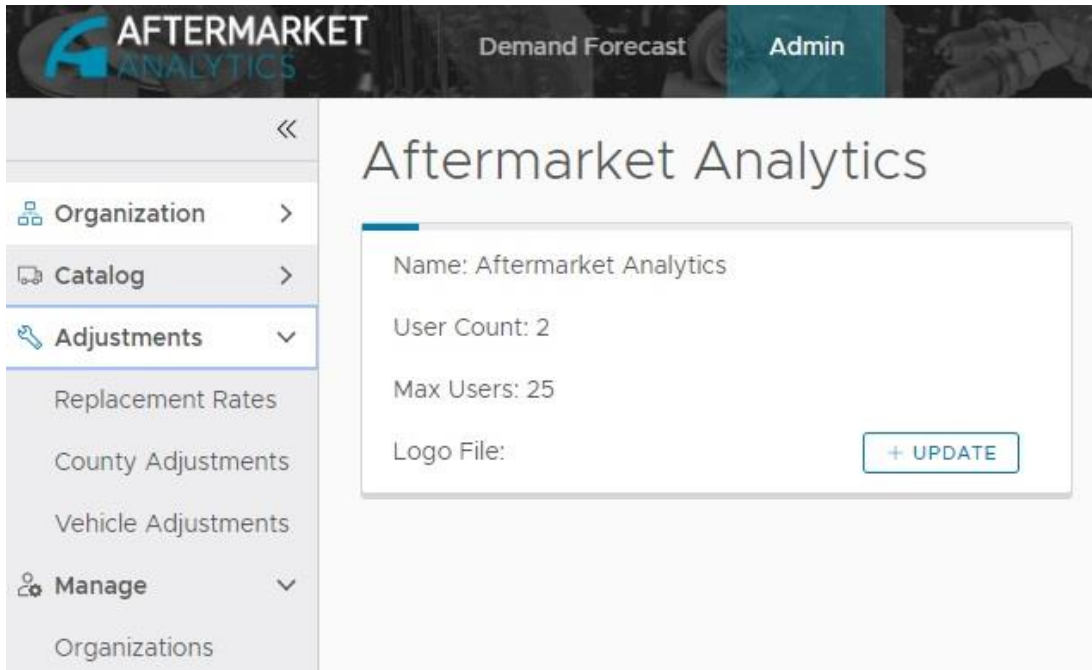 AFTERMARKET
ANALYTICS
Demand Forecast
Admin
Organization
Catalog
Adjustments
Replacement Rates
County Adjustments
Vehicle Adjustments
Manage
Organizations
Aftermarket Analytics
Name: Aftermarket Analytics
User Count: 2
Max Users: 25
Logo File:
+ UPDATE